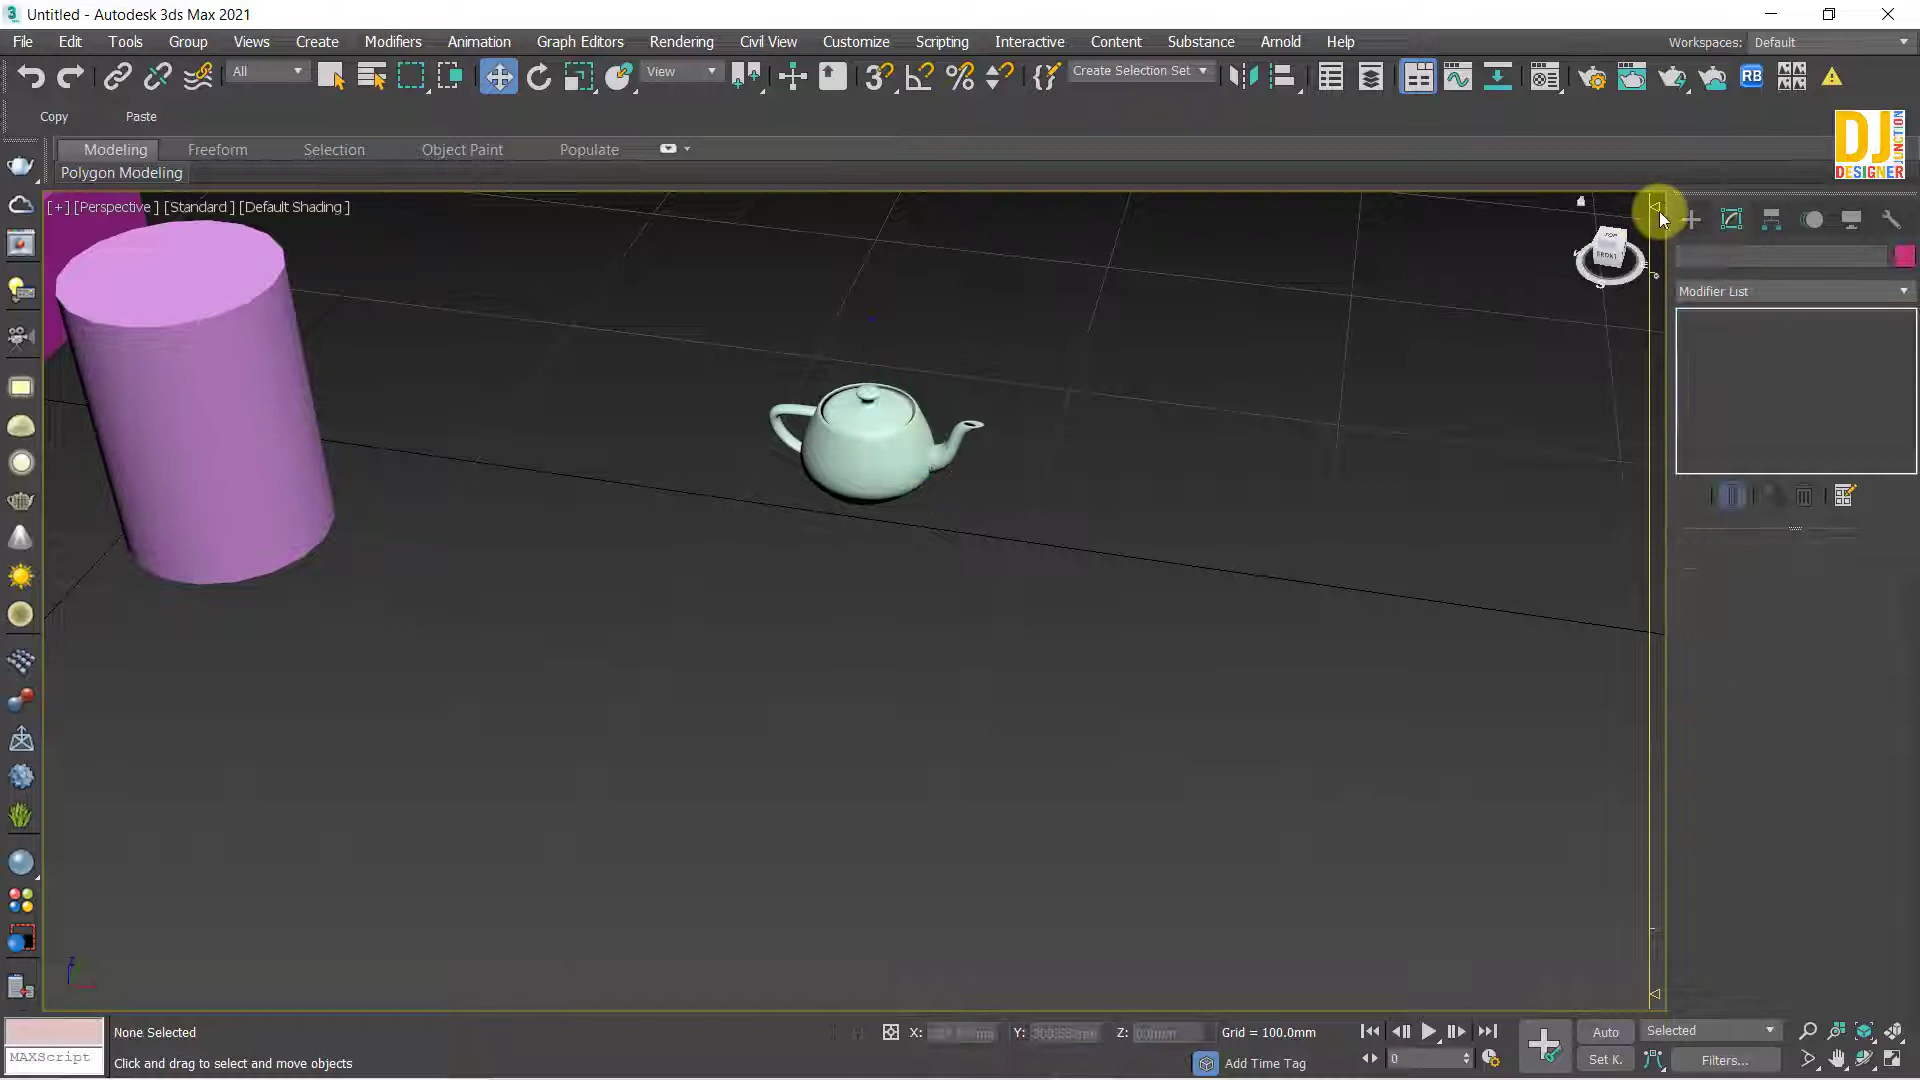 Untitled - Autodesk 3ds Max 2021
File Edit Tools Group Views Create Modifiers Animation Graph Editors Rendering Civil View Customize Scripting Interactive Content Substance Arnold Help Workspaces: Default
All View Create Selection Set RB
Copy Paste
DJ JUNCTION DESIGNER
Modeling Freeform Selection Object Paint Populate
Polygon Modeling
[+] [Perspective ] [Standard ] [Default Shading ]
TOP
FRONT
S
Modifier List
Z
None Selected X: Y: Z: Grid = 100.0mm Auto Selected
MAXScript Click and drag to select and move objects 0 Add Time Tag Set K. Filters...